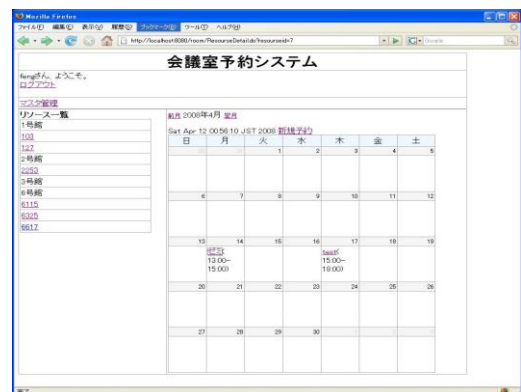 Mozilla Firefox
ファイル(F) 編集(E) 表示(V) 履歴(S) ブックマーク(B) ツール(T) ヘルプ(H)
http://localhost:8080/room/ResourseDetail.do?resourseid=7
Google
会議室予約システム
fengさん、ようこそ。
ログアウト
マスタ管理
リソース一覧
1号館
103
127
2号館
2253
3号館
6号館
6115
6325
6617
前月 2008年4月 翌月
Sat Apr 12 00:56:10 JST 2008 新規予約
日 月 火 水 木 金 土
1 2 3 4 5
6 7 8 9 10 11 12
13 14 15 16 17 18 19
13:00-
15:00)
test(
15:00-
18:00)
20 21 22 23 24 25 26
27 28 29 30
完了